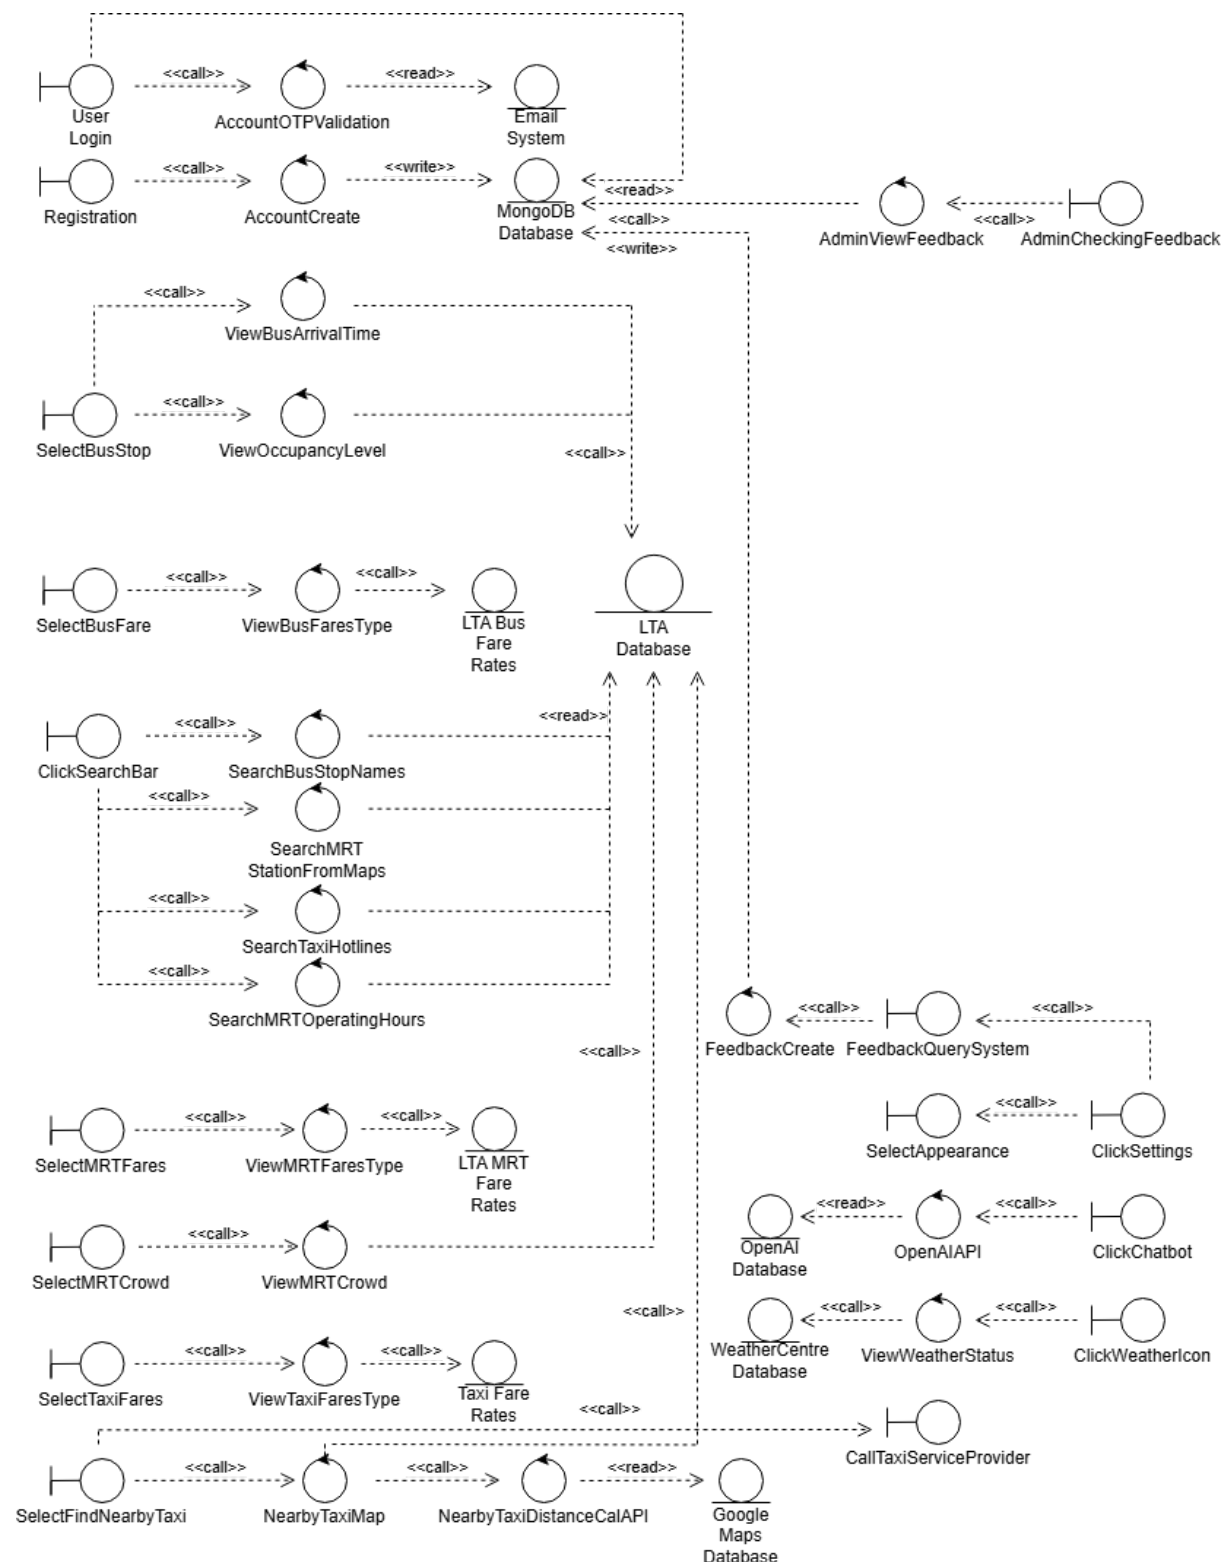 <<call>>
<<read>>
User
Login
AccountOTPValidation
Email
System
<<call>>
<<write>>
Registration
AccountCreate
MongoDB
Database
<<read>>
<<call>>
<<write>>
<<call>>
AdminViewFeedback
AdminCheckingFeedback
<<call>>
ViewBusArrivalTime
<<call>>
SelectBusStop
ViewOccupancyLevel
<<call>>
<<call>>
<<call>>
SelectBusFare
ViewBusFaresType
LTA Bus
Fare
Rates
LTA
Database
<<call>>
<<read>>
ClickSearchBar
SearchBusStopNames
<<call>>
SearchMRT
StationFromMaps
<<call>>
SearchTaxiHotlines
<<call>>
SearchMRTOperatingHours
<<call>>
<<call>>
<<call>>
FeedbackCreate
FeedbackQuerySystem
<<call>>
<<call>>
SelectMRTFares
ViewMRTFaresType
LTA MRT
Fare
Rates
<<call>>
SelectAppearance
ClickSettings
<<call>>
SelectMRTCrowd
ViewMRTCrowd
<<read>>
<<call>>
OpenAI
Database
OpenAIAPI
ClickChatbot
<<call>>
<<call>>
<<call>>
WeatherCentre
Database
ViewWeatherStatus
ClickWeatherIcon
<<call>>
<<call>>
SelectTaxiFares
ViewTaxiFaresType
Taxi Fare
Rates
<<call>>
CallTaxiServiceProvider
<<call>>
<<call>>
<<read>>
SelectFindNearbyTaxi
NearbyTaxiMap
NearbyTaxiDistanceCalAPI
Google
Maps
Database